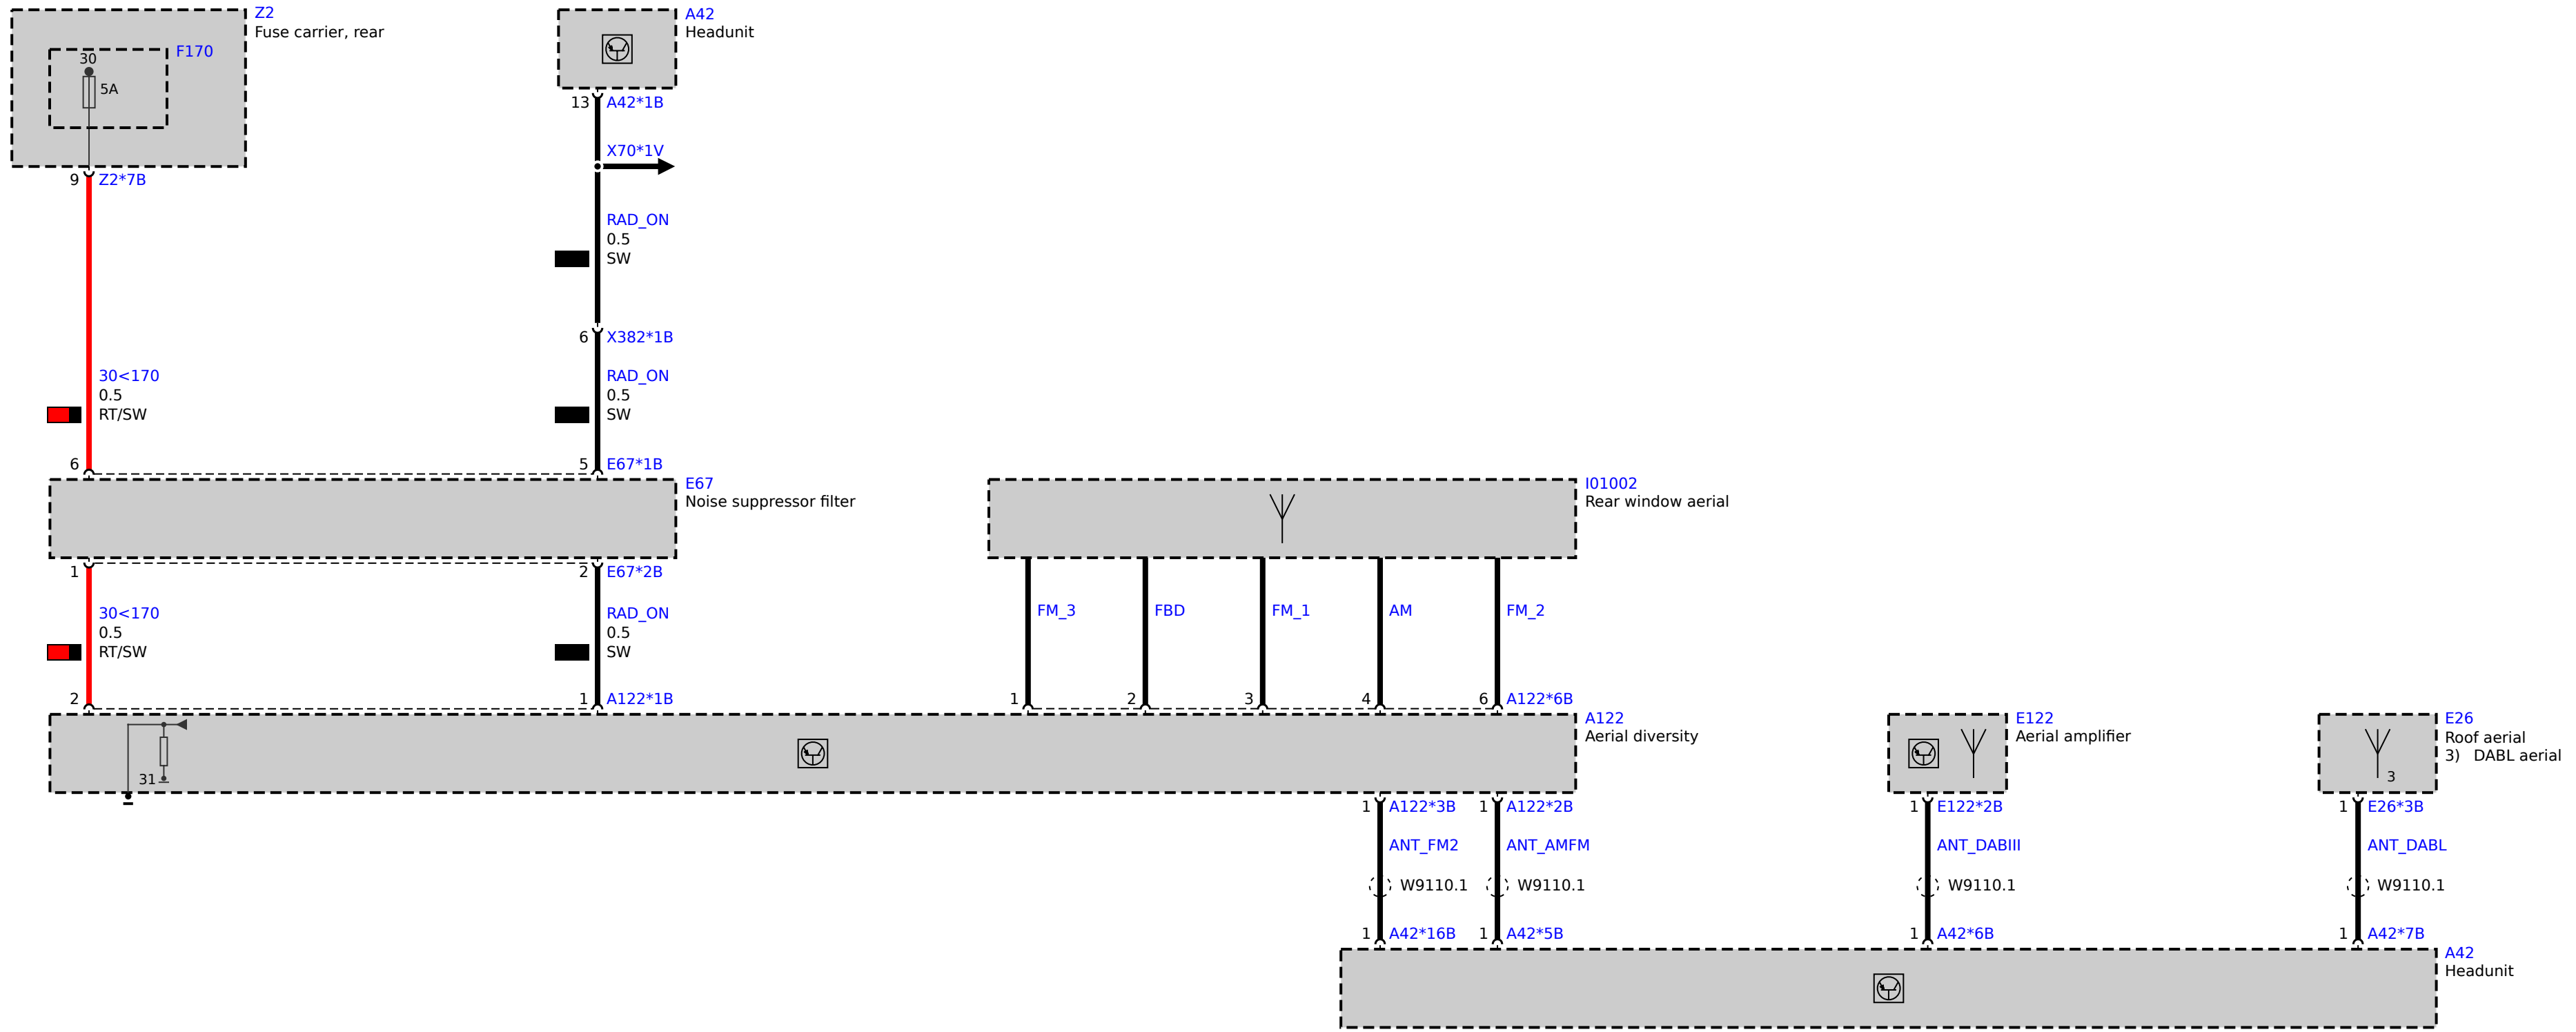 Z2
Fuse carrier, rear
F170
30
5A
9 Z2*7B
A42
Headunit
13 A42*1B
X70*1V
RAD_ON
0.5
SW
6 X382*1B
30<170
0.5
RT/SW
RAD_ON
0.5
SW
6
5 E67*1B
E67
Noise suppressor filter
1
2 E67*2B
30<170
0.5
RT/SW
RAD_ON
0.5
SW
2
1 A122*1B
I01002
Rear window aerial
FM_3
FBD
FM_1
AM
FM_2
1
2
3
4
6 A122*6B
A122
Aerial diversity
31
E122
Aerial amplifier
E26
Roof aerial
3) DABL aerial
3
1 A122*3B
1 A122*2B
1 E122*2B
1 E26*3B
ANT_FM2
ANT_AMFM
ANT_DABIII
ANT_DABL
W9110.1
W9110.1
W9110.1
W9110.1
1 A42*16B
1 A42*5B
1 A42*6B
1 A42*7B
A42
Headunit